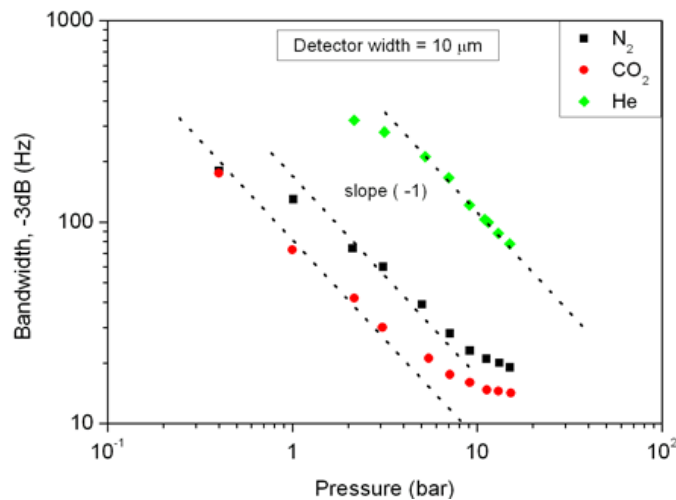 1000
Detector width = 10 μm
N₂
CO₂
He
slope ( -1)
100
10
10⁻¹
1
10
10²
Bandwidth, -3dB (Hz)
Pressure (bar)